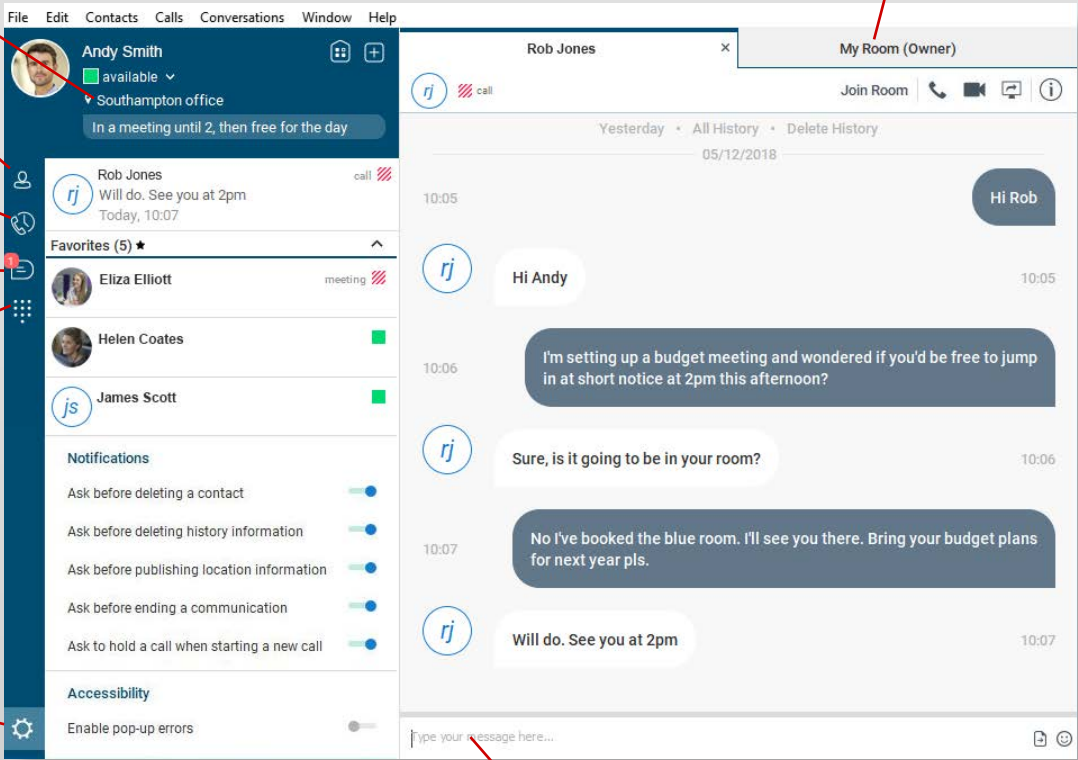 File Edit Contacts Calls Conversations Window Help
Andy Smith
available
Southampton office
In a meeting until 2, then free for the day
1
rj
Rob Jones
call
Will do. See you at 2pm
Today, 10:07
Favorites (5) ★
Eliza Elliott
meeting
Helen Coates
js
James Scott
Notifications
Ask before deleting a contact
Ask before deleting history information
Ask before publishing location information
Ask before ending a communication
Ask to hold a call when starting a new call
Accessibility
Enable pop-up errors
Rob Jones × My Room (Owner)
rj call Join Room
Yesterday • All History • Delete History
05/12/2018
10:05 Hi Rob
rj Hi Andy 10:05
I'm setting up a budget meeting and wondered if you'd be free to jump
10:06 in at short notice at 2pm this afternoon?
rj Sure, is it going to be in your room? 10:06
No I've booked the blue room. I'll see you there. Bring your budget plans
10:07 for next year pls.
rj Will do. See you at 2pm 10:07
Type your message here...